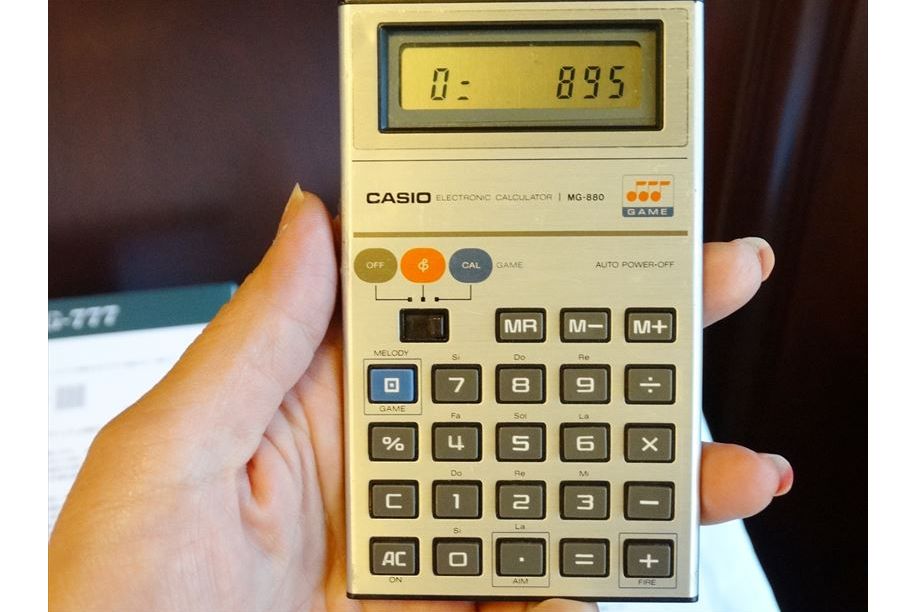 0= 895
CASIO ELECTRONIC CALCULATOR | MG-880
GAME
OFF CAL GAME AUTO POWER-OFF
MR M− M+
MELODY Si Do Re
7 8 9 ÷
GAME Fa Sol La
% 4 5 6 ×
Do Re Mi
C 1 2 3 −
Si La
AC 0 · = +
ON AIM FIRE
-777